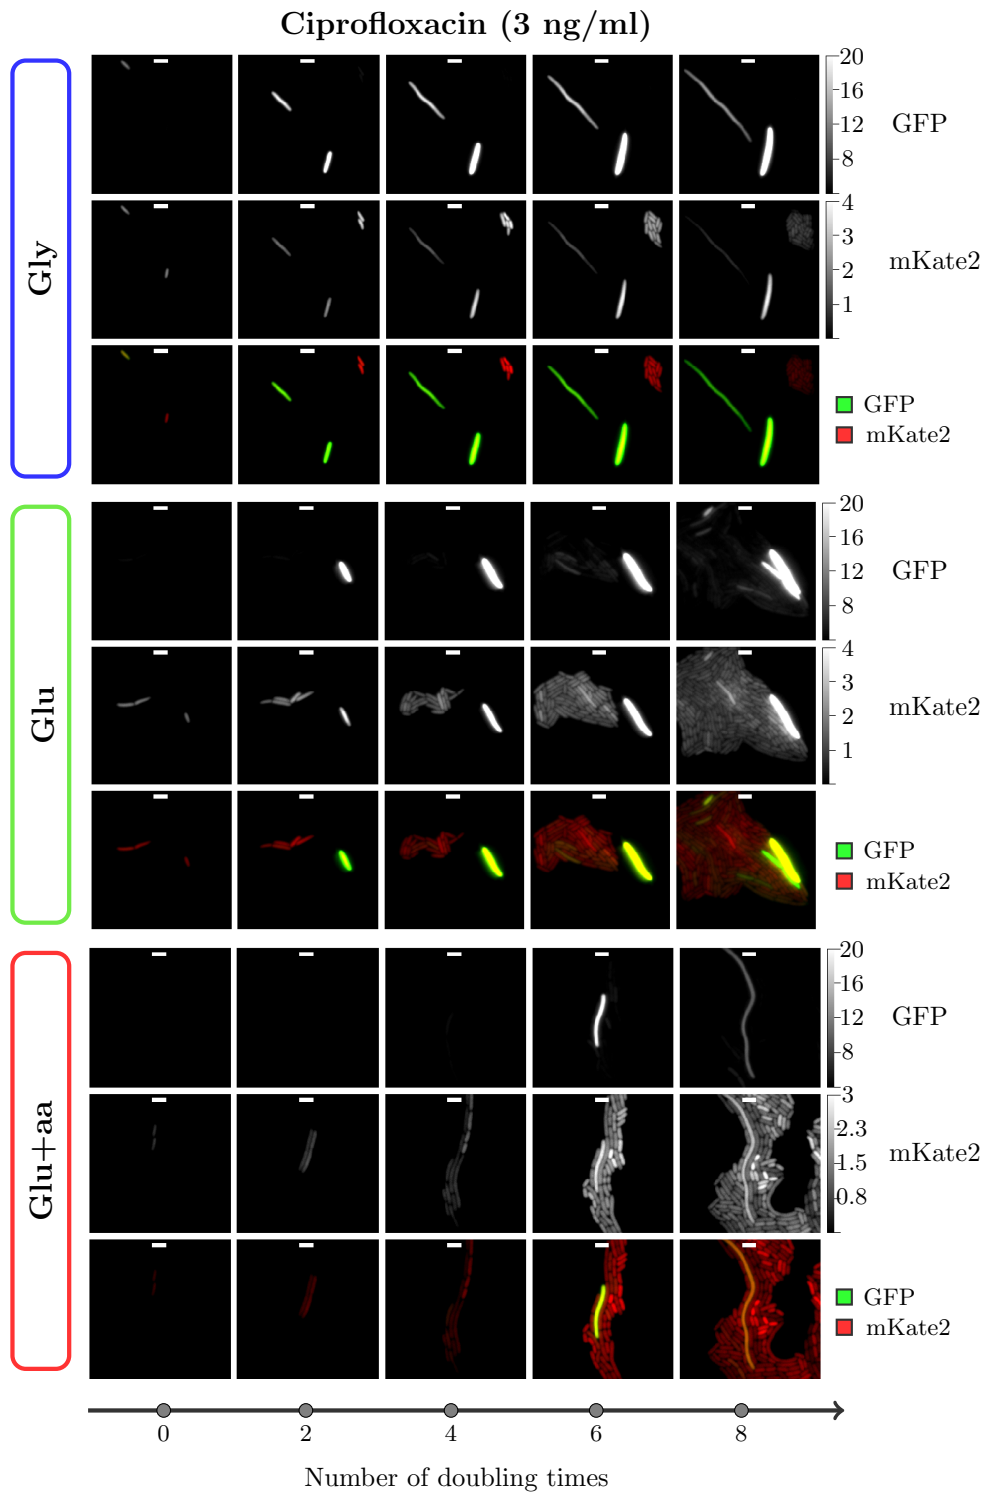 Ciprofloxacin (3 ng/ml)
Gly
20
16
12
8
GFP
4
3
2
1
mKate2
GFP
mKate2
Glu
20
16
12
8
GFP
4
3
2
1
mKate2
GFP
mKate2
Glu+aa
20
16
12
8
3
GFP
3
2.3
1.5
0.8
mKate2
GFP
mKate2
0 2 4 6 8
Number of doubling times